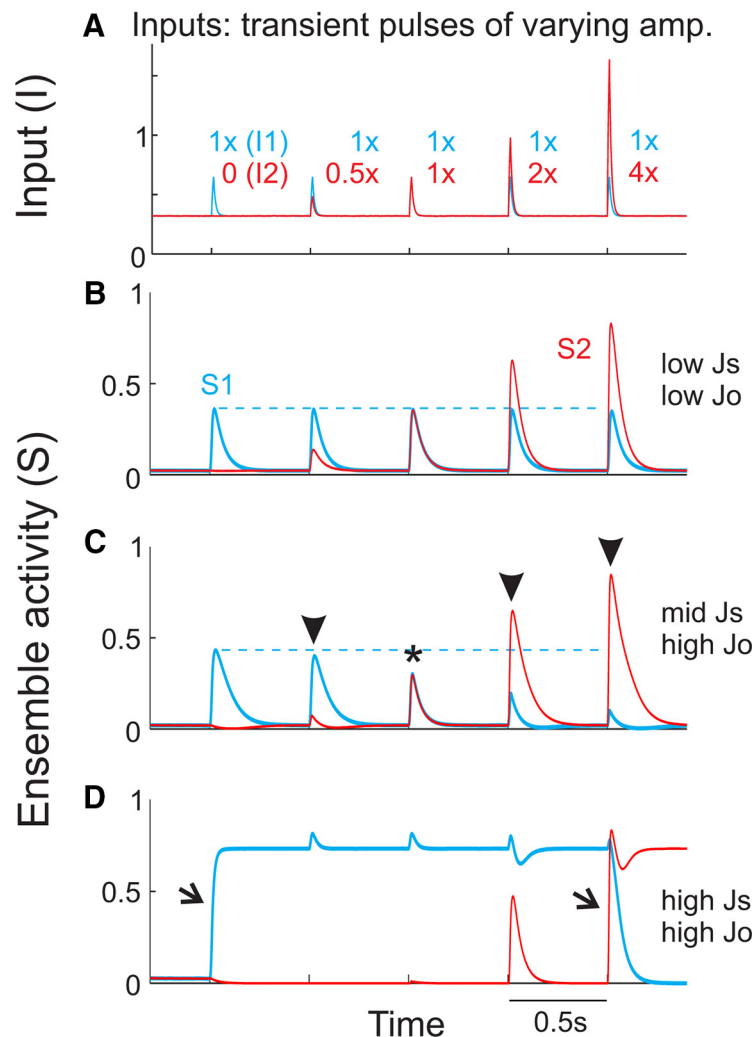 A Inputs: transient pulses of varying amp.
Input (I)
1
0
1x (I1) 1x 1x 1x 1x
0 (I2) 0.5x 1x 2x 4x
Ensemble activity (S)
B
1
0.5
0
S1
S2
low Js
low Jo
C
1
0.5
0
*
mid Js
high Jo
D
1
0.5
0
high Js
high Jo
Time
0.5s